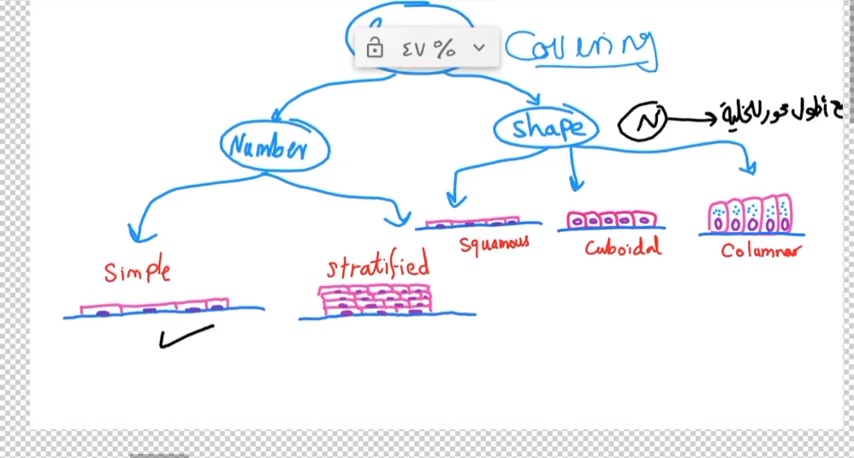 ٤٧%
Covering
Number
Shape
N
أطول محور للخلية
Simple
Stratified
Squamous
Cuboidal
Columnar